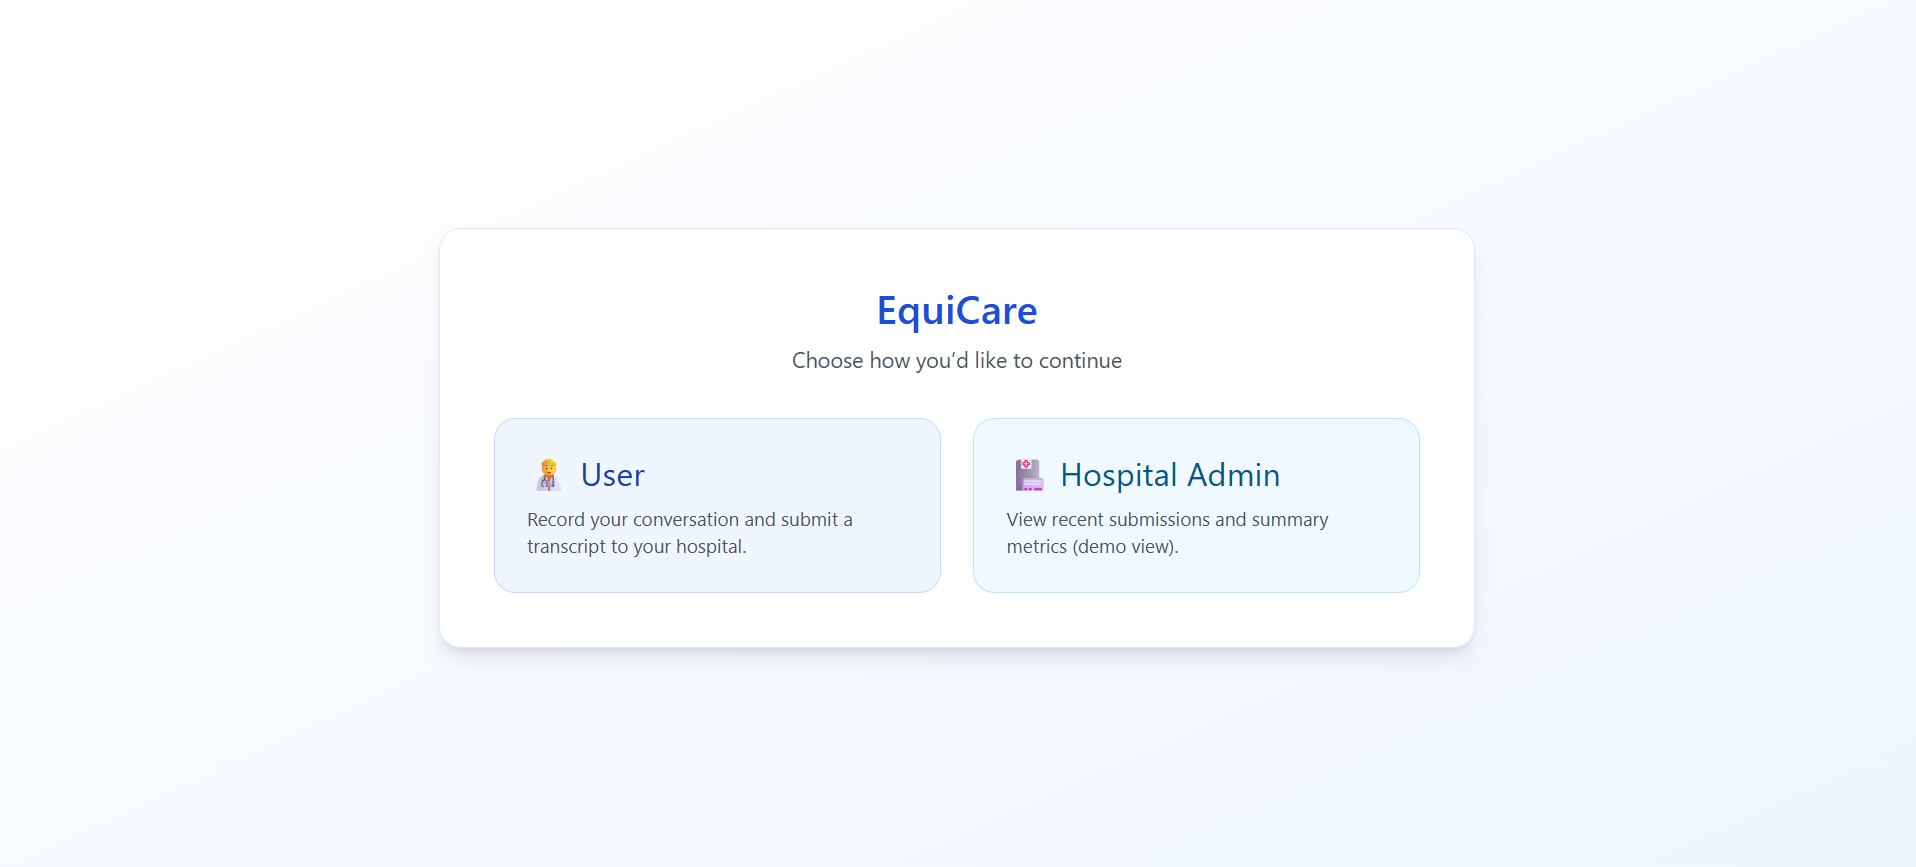 EquiCare
Choose how you’d like to continue
User
Record your conversation and submit a
transcript to your hospital.
Hospital Admin
View recent submissions and summary
metrics (demo view).